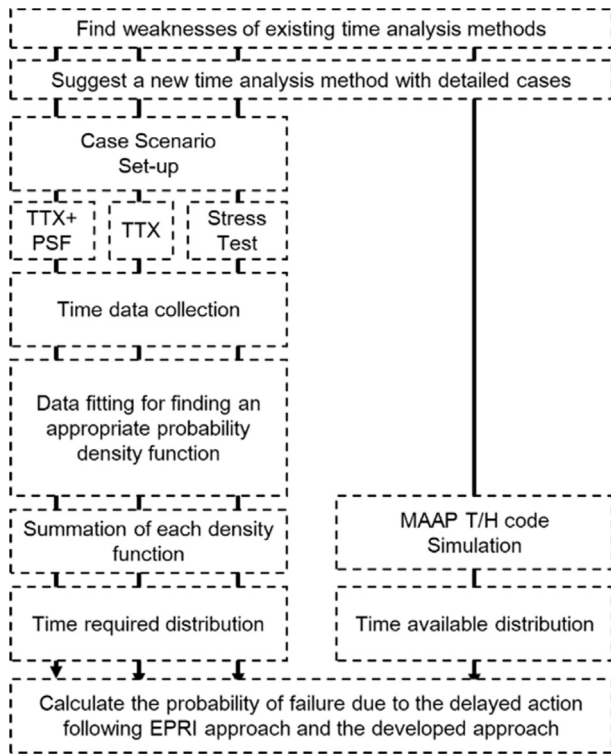 Find weaknesses of existing time analysis methods
Suggest a new time analysis method with detailed cases
Case Scenario
Set-up
TTX+
PSF
TTX
Stress
Test
Time data collection
Data fitting for finding an
appropriate probability
density function
Summation of each density
function
MAAP T/H code
Simulation
Time required distribution
Time available distribution
Calculate the probability of failure due to the delayed action
following EPRI approach and the developed approach